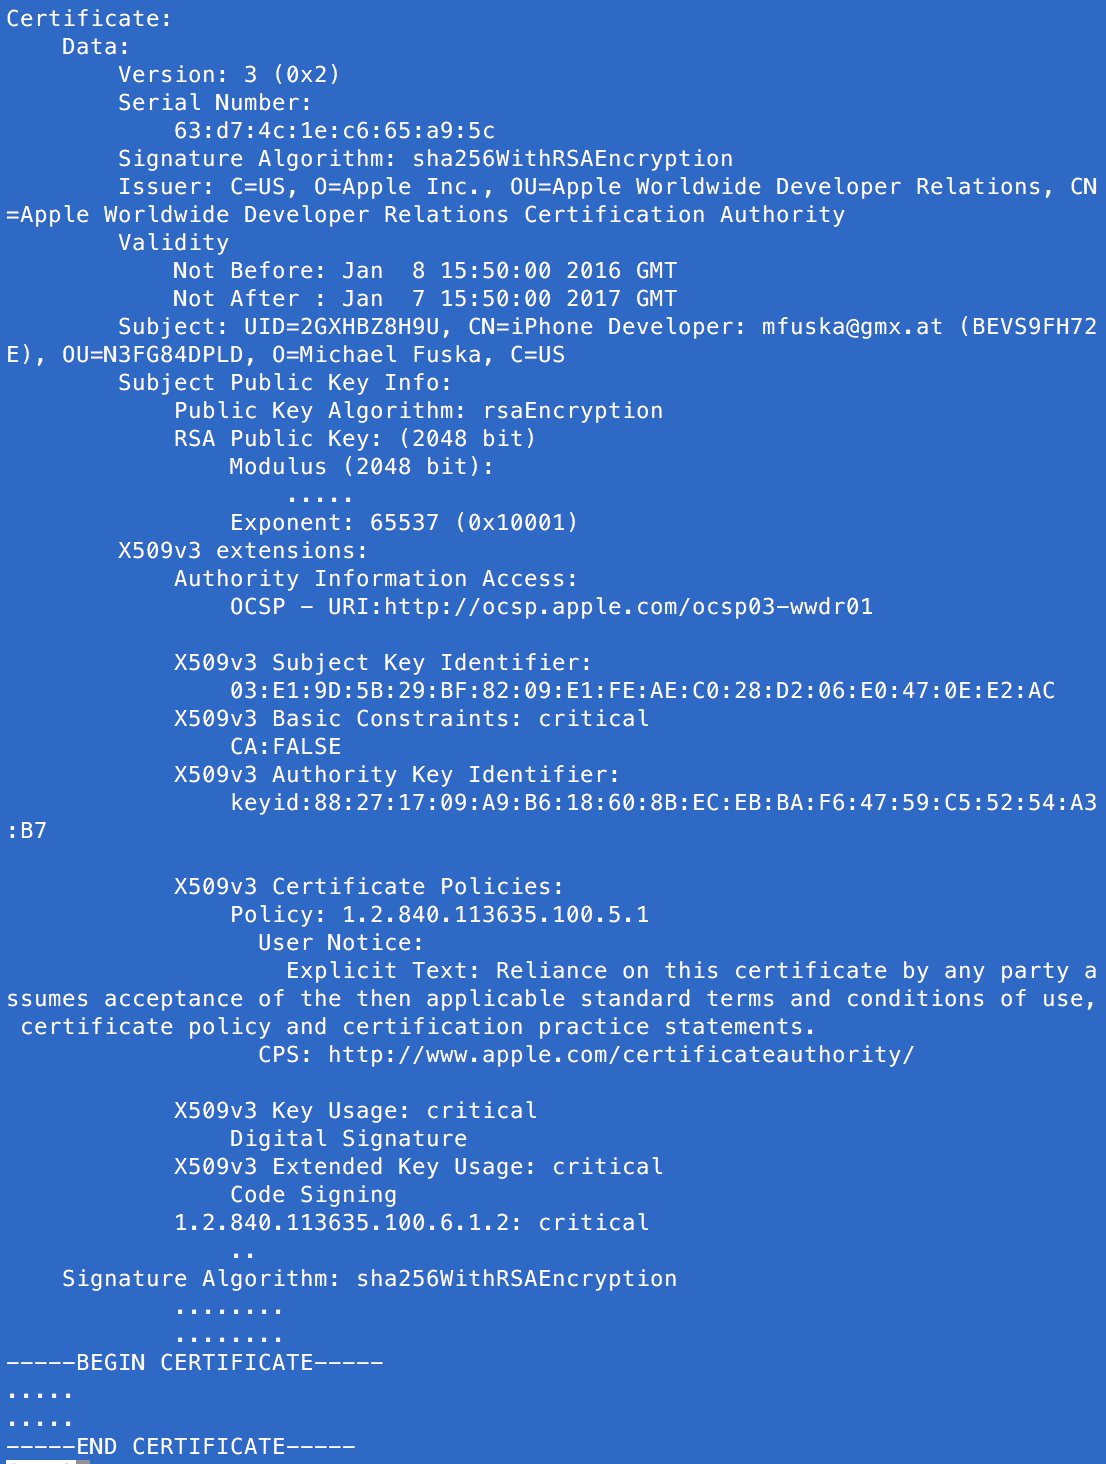 Certificate:
    Data:
        Version: 3 (0x2)
        Serial Number:
            63:d7:4c:1e:c6:65:a9:5c
        Signature Algorithm: sha256WithRSAEncryption
        Issuer: C=US, O=Apple Inc., OU=Apple Worldwide Developer Relations, CN
=Apple Worldwide Developer Relations Certification Authority
        Validity
            Not Before: Jan  8 15:50:00 2016 GMT
            Not After : Jan  7 15:50:00 2017 GMT
        Subject: UID=2GXHBZ8H9U, CN=iPhone Developer: mfuska@gmx.at (BEVS9FH72
E), OU=N3FG84DPLD, O=Michael Fuska, C=US
        Subject Public Key Info:
            Public Key Algorithm: rsaEncryption
            RSA Public Key: (2048 bit)
                Modulus (2048 bit):
                    .....
                Exponent: 65537 (0x10001)
        X509v3 extensions:
            Authority Information Access:
                OCSP - URI:http://ocsp.apple.com/ocsp03-wwdr01

            X509v3 Subject Key Identifier:
                03:E1:9D:5B:29:BF:82:09:E1:FE:AE:C0:28:D2:06:E0:47:0E:E2:AC
            X509v3 Basic Constraints: critical
                CA:FALSE
            X509v3 Authority Key Identifier:
                keyid:88:27:17:09:A9:B6:18:60:8B:EC:EB:BA:F6:47:59:C5:52:54:A3
:B7

            X509v3 Certificate Policies:
                Policy: 1.2.840.113635.100.5.1
                  User Notice:
                    Explicit Text: Reliance on this certificate by any party a
ssumes acceptance of the then applicable standard terms and conditions of use,
 certificate policy and certification practice statements.
                  CPS: http://www.apple.com/certificateauthority/

            X509v3 Key Usage: critical
                Digital Signature
            X509v3 Extended Key Usage: critical
                Code Signing
            1.2.840.113635.100.6.1.2: critical
                ..
    Signature Algorithm: sha256WithRSAEncryption
            ........
            ........
-----BEGIN CERTIFICATE-----
.....
.....
-----END CERTIFICATE-----